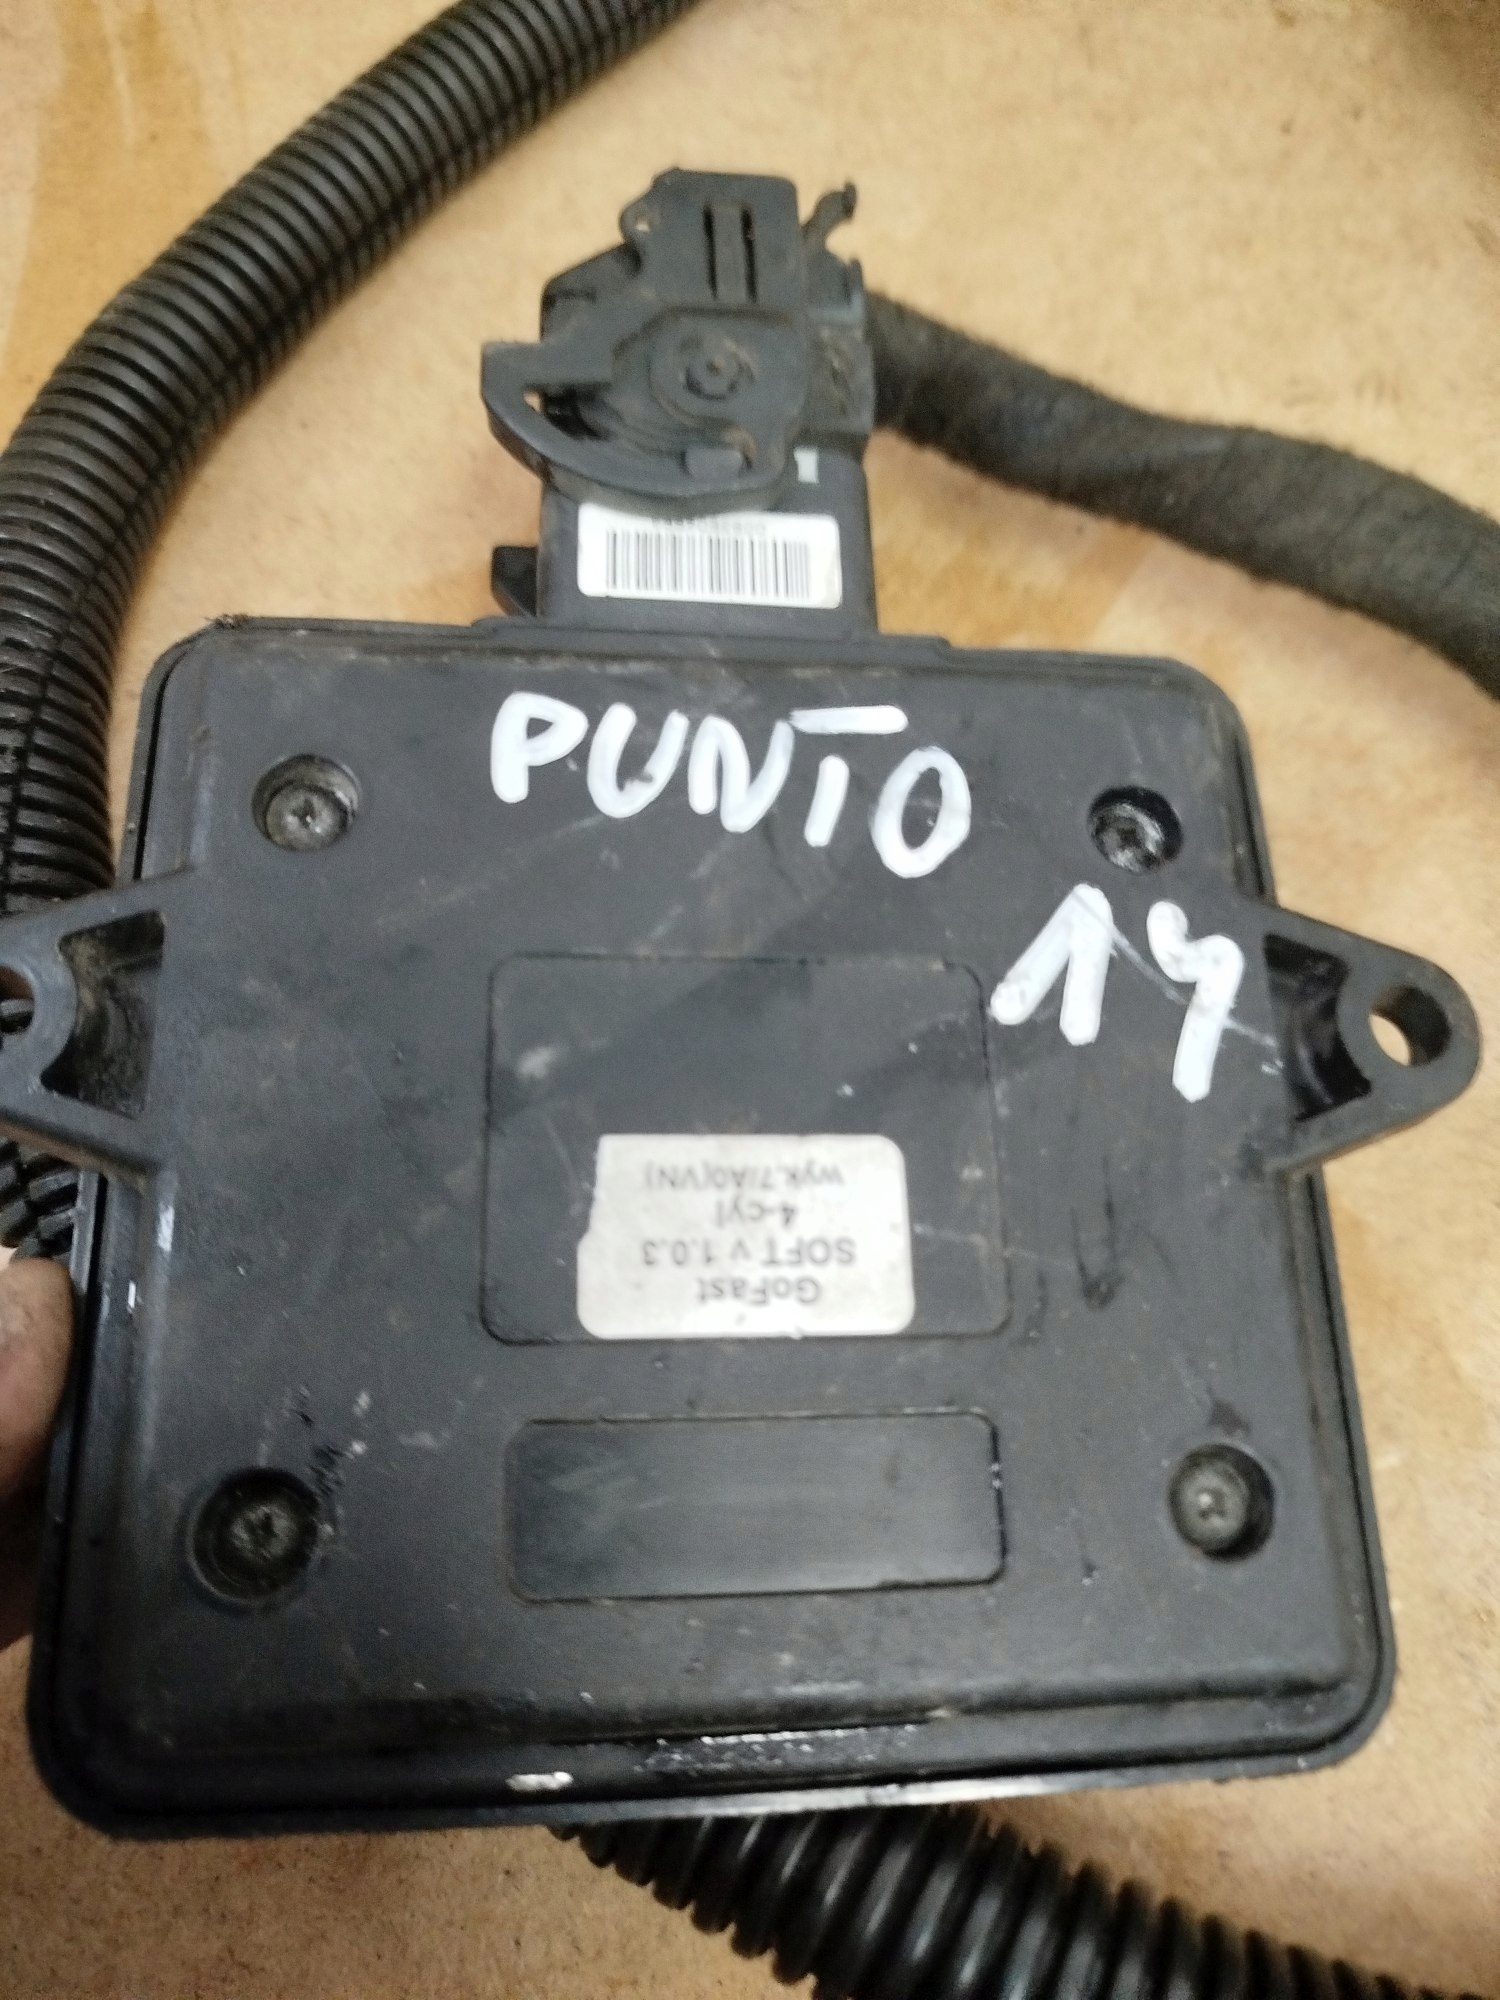 PUNTO
14
GoFast
SOFT v 1.0.3
4-cyl
wyk.7/A0(VN)